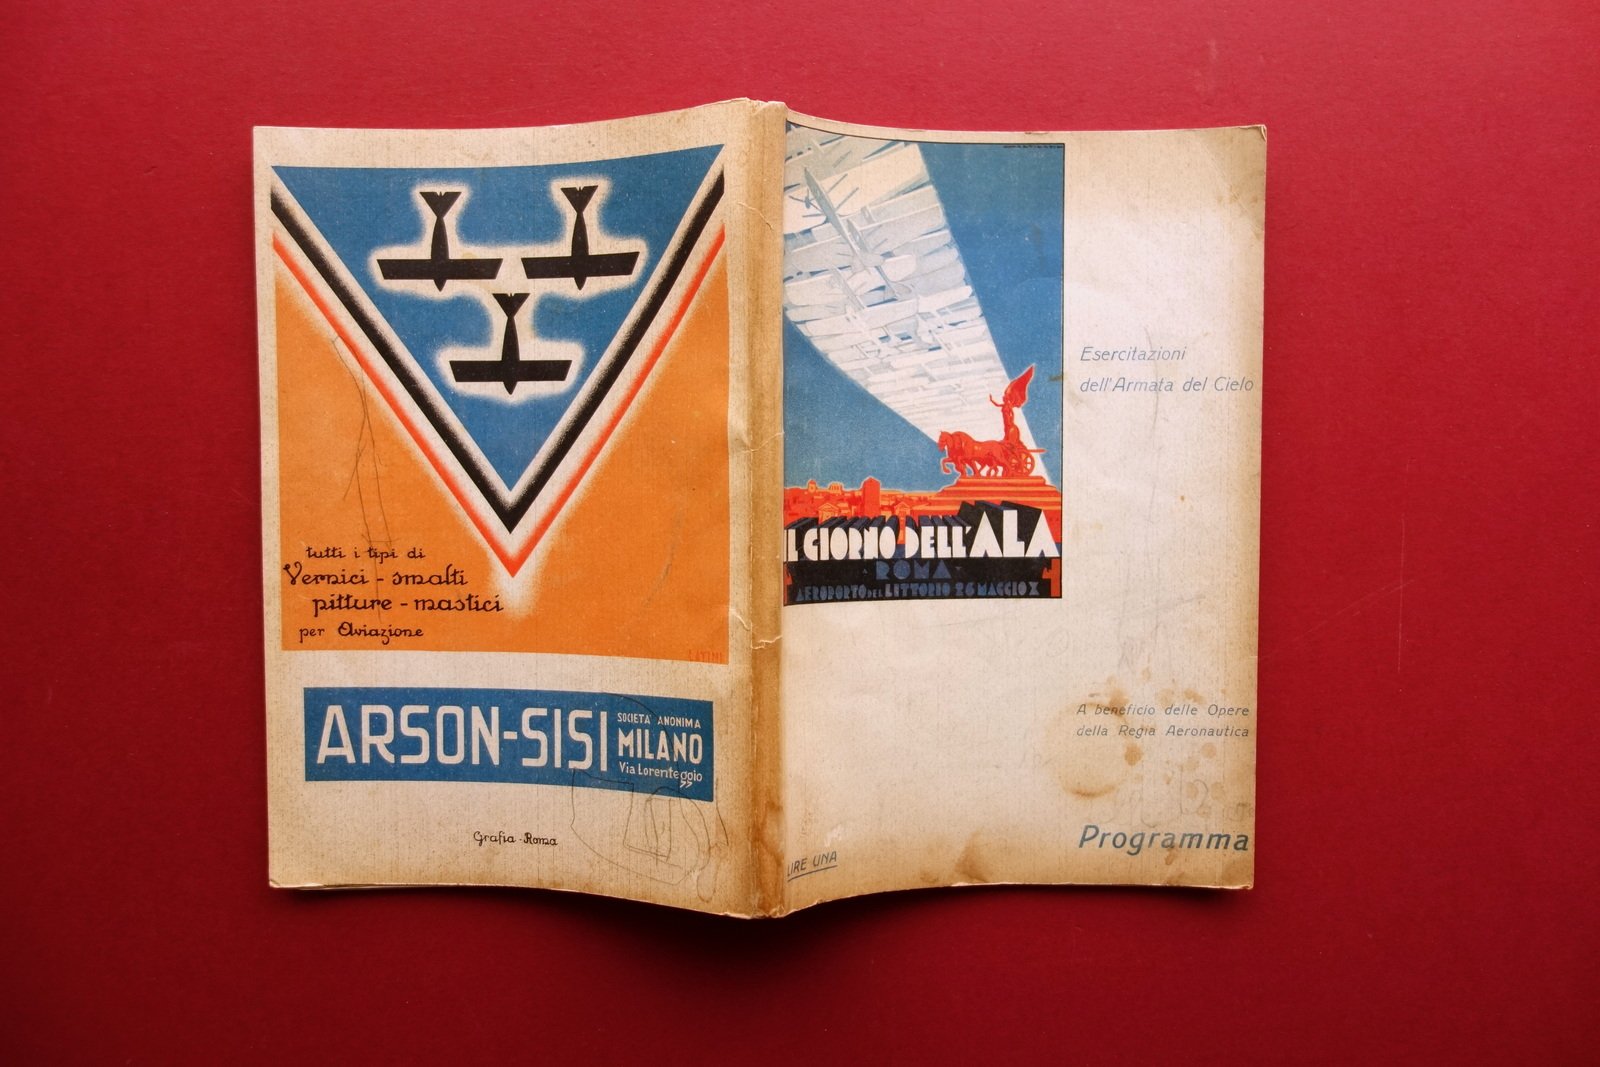 tutti i tipi di
Vernici - smalti
pitture - mastici
per Aviazione
LATINI
ARSON-SISI
SOCIETA' ANONIMA
MILANO
Via Lorenteggio
Grafia - Roma
IL GIORNO DELL'ALA
ROMA
AEROPORTO DEL LITTORIO 26 MAGGIO X
Esercitazioni
dell'Armata del Cielo
A beneficio delle Opere
della Regia Aeronautica
Programma
LIRE UNA